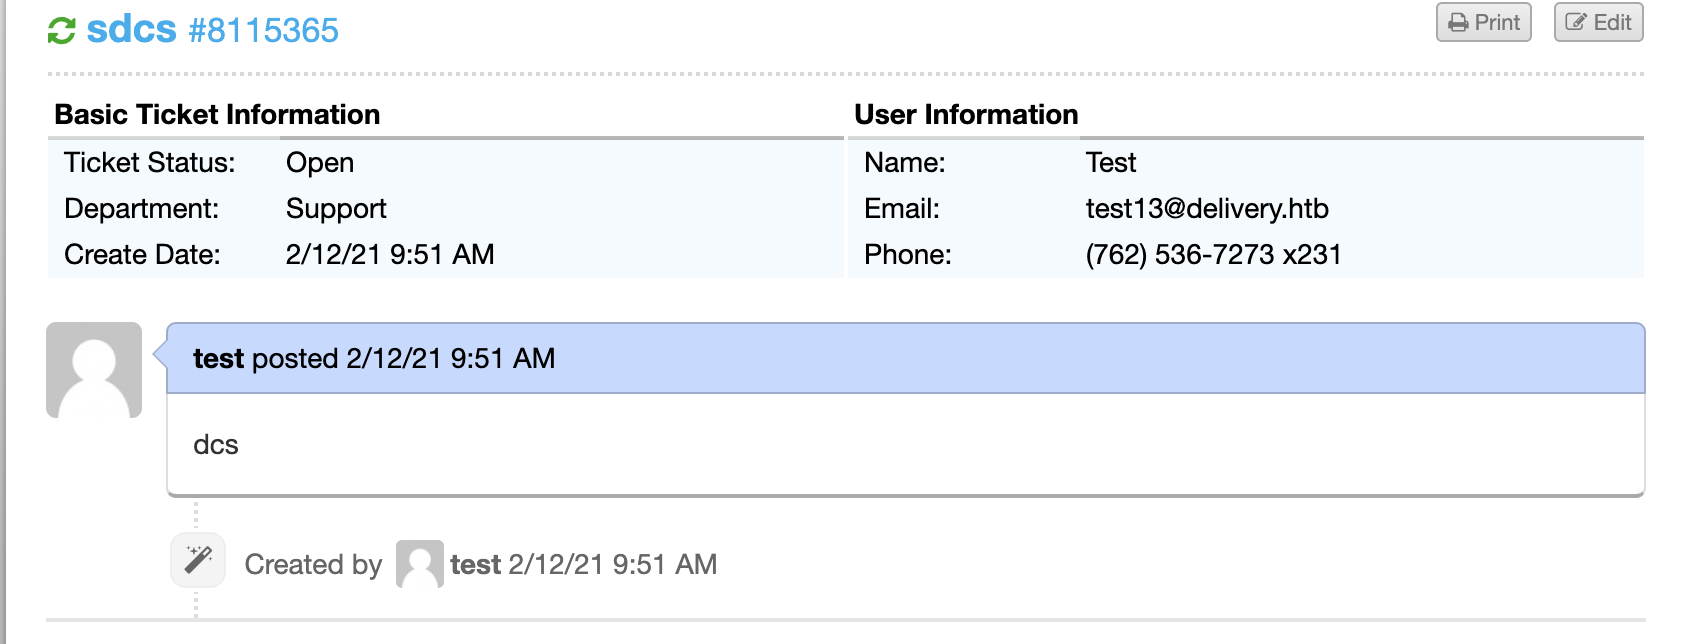 sdcs #8115365
Print
Edit
Basic Ticket Information
Ticket Status: Open
Department: Support
Create Date: 2/12/21 9:51 AM
User Information
Name: Test
Email: test13@delivery.htb
Phone: (762) 536-7273 x231
test posted 2/12/21 9:51 AM
dcs
Created by test 2/12/21 9:51 AM